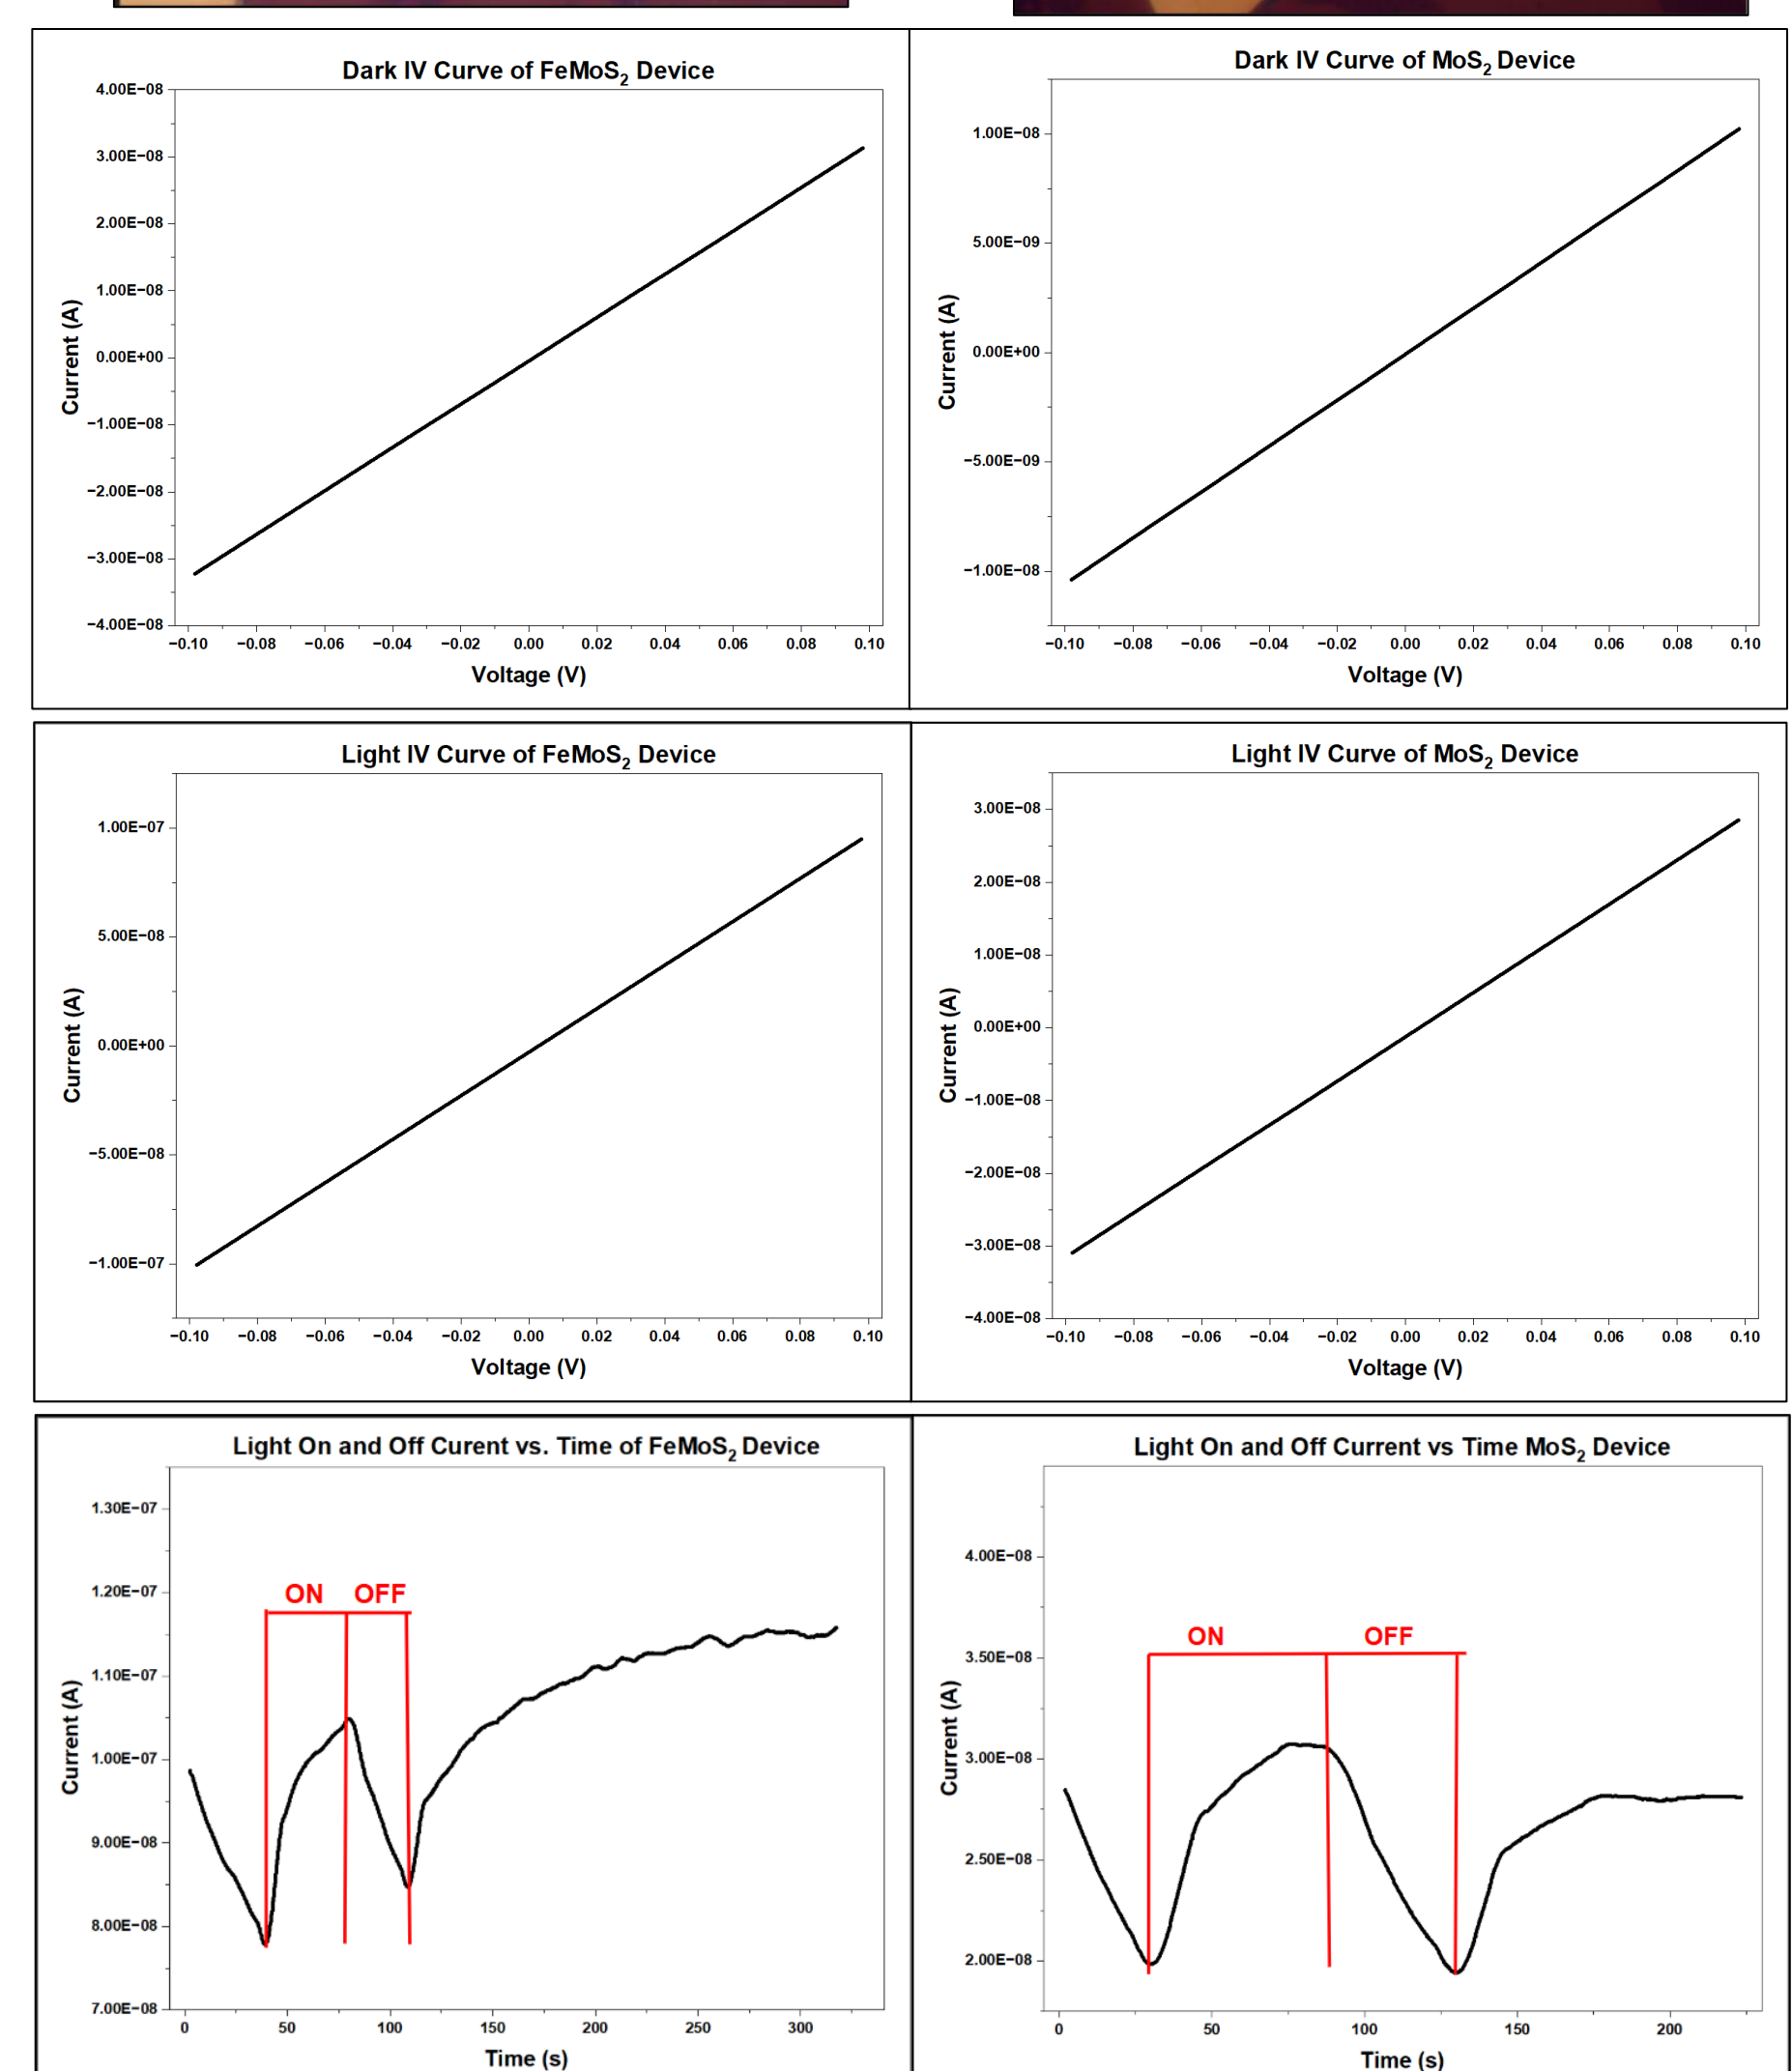 Dark IV Curve of FeMoS₂ Device
4.00E−08
3.00E−08
2.00E−08
1.00E−08
0.00E+00
−1.00E−08
−2.00E−08
−3.00E−08
−4.00E−08
Current (A)
−0.10 −0.08 −0.06 −0.04 −0.02 0.00 0.02 0.04 0.06 0.08 0.10
Voltage (V)
Dark IV Curve of MoS₂ Device
1.00E−08
5.00E−09
0.00E+00
−5.00E−09
−1.00E−08
Current (A)
−0.10 −0.08 −0.06 −0.04 −0.02 0.00 0.02 0.04 0.06 0.08 0.10
Voltage (V)
Light IV Curve of FeMoS₂ Device
1.00E−07
5.00E−08
0.00E+00
−5.00E−08
−1.00E−07
Current (A)
−0.10 −0.08 −0.06 −0.04 −0.02 0.00 0.02 0.04 0.06 0.08 0.10
Voltage (V)
Light IV Curve of MoS₂ Device
3.00E−08
2.00E−08
1.00E−08
0.00E+00
−1.00E−08
−2.00E−08
−3.00E−08
−4.00E−08
Current (A)
−0.10 −0.08 −0.06 −0.04 −0.02 0.00 0.02 0.04 0.06 0.08 0.10
Voltage (V)
Light On and Off Curent vs. Time of FeMoS₂ Device
1.30E−07
1.20E−07
1.10E−07
1.00E−07
9.00E−08
8.00E−08
7.00E−08
Current (A)
ON OFF
0 50 100 150 200 250 300
Time (s)
Light On and Off Current vs Time MoS₂ Device
4.00E−08
3.50E−08
3.00E−08
2.50E−08
2.00E−08
Current (A)
ON OFF
0 50 100 150 200
Time (s)